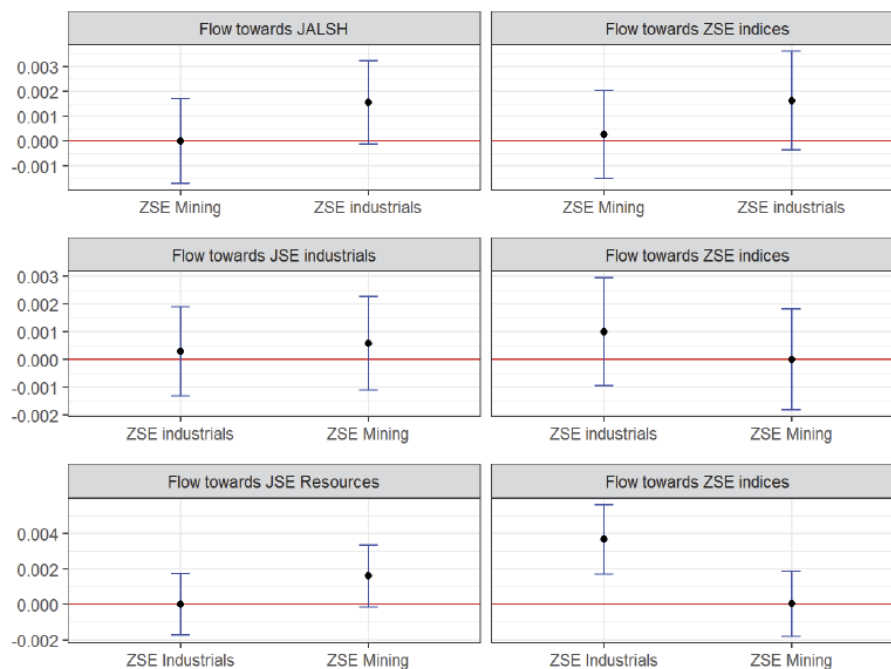 Flow towards JALSH
Flow towards ZSE indices
0.003
0.002
0.001
0.000
-0.001
ZSE Mining
ZSE industrials
ZSE Mining
ZSE industrials
Flow towards JSE industrials
Flow towards ZSE indices
0.003
0.002
0.001
0.000
-0.001
-0.002
ZSE industrials
ZSE Mining
ZSE industrials
ZSE Mining
Flow towards JSE Resources
Flow towards ZSE indices
0.004
0.002
0.000
-0.002
ZSE Industrials
ZSE Mining
ZSE Industrials
ZSE Mining